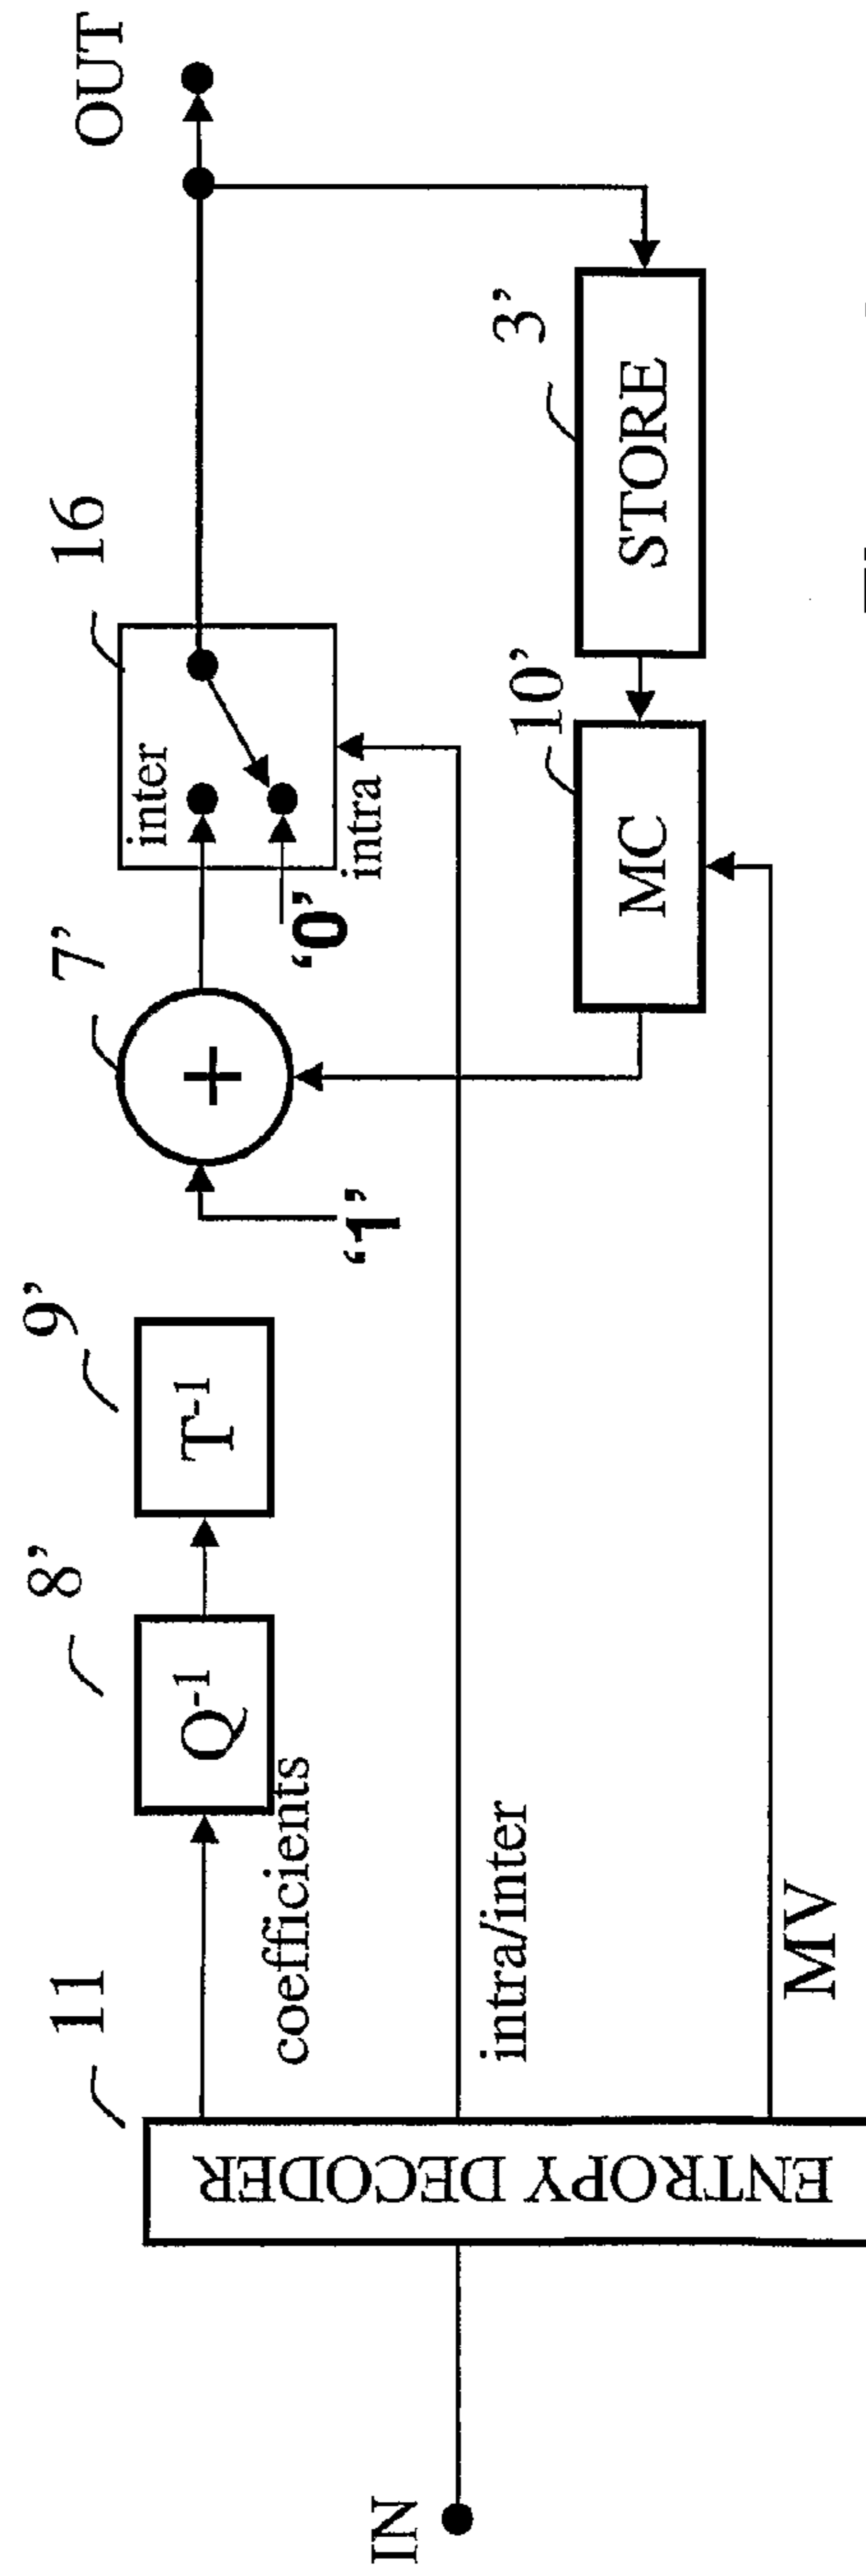 IN
ENTROPY DECODER
11
coefficients
intra/inter
MV
8’
Q-1
9’
T-1
‘1’
7’
+
‘0’
inter
intra
16
10’
MC
3’
STORE
OUT